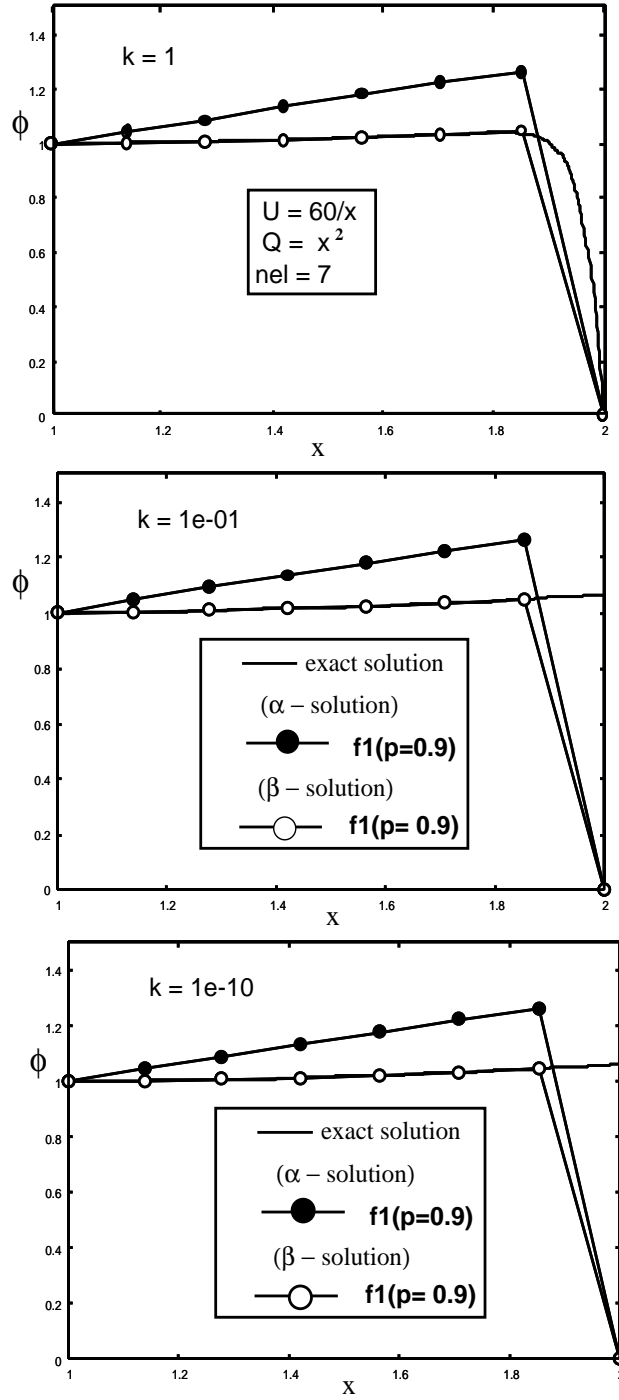 1.4
k = 1
1.2
ϕ
1
0.8
U = 60/x
Q = x²
nel = 7
0.6
0.4
0.2
0
1 1.2 1.4 1.6 1.8 2
x
1.4
k = 1e-01
1.2
ϕ
1
0.8
exact solution
(α – solution)
0.6
f1(p=0.9)
0.4
(β – solution)
f1(p= 0.9)
0.2
0
1 1.2 1.4 1.6 1.8 2
x
1.4
k = 1e-10
1.2
ϕ
1
0.8
exact solution
(α – solution)
0.6
f1(p=0.9)
0.4
(β – solution)
f1(p= 0.9)
0.2
0
1 1.2 1.4 1.6 1.8 2
x